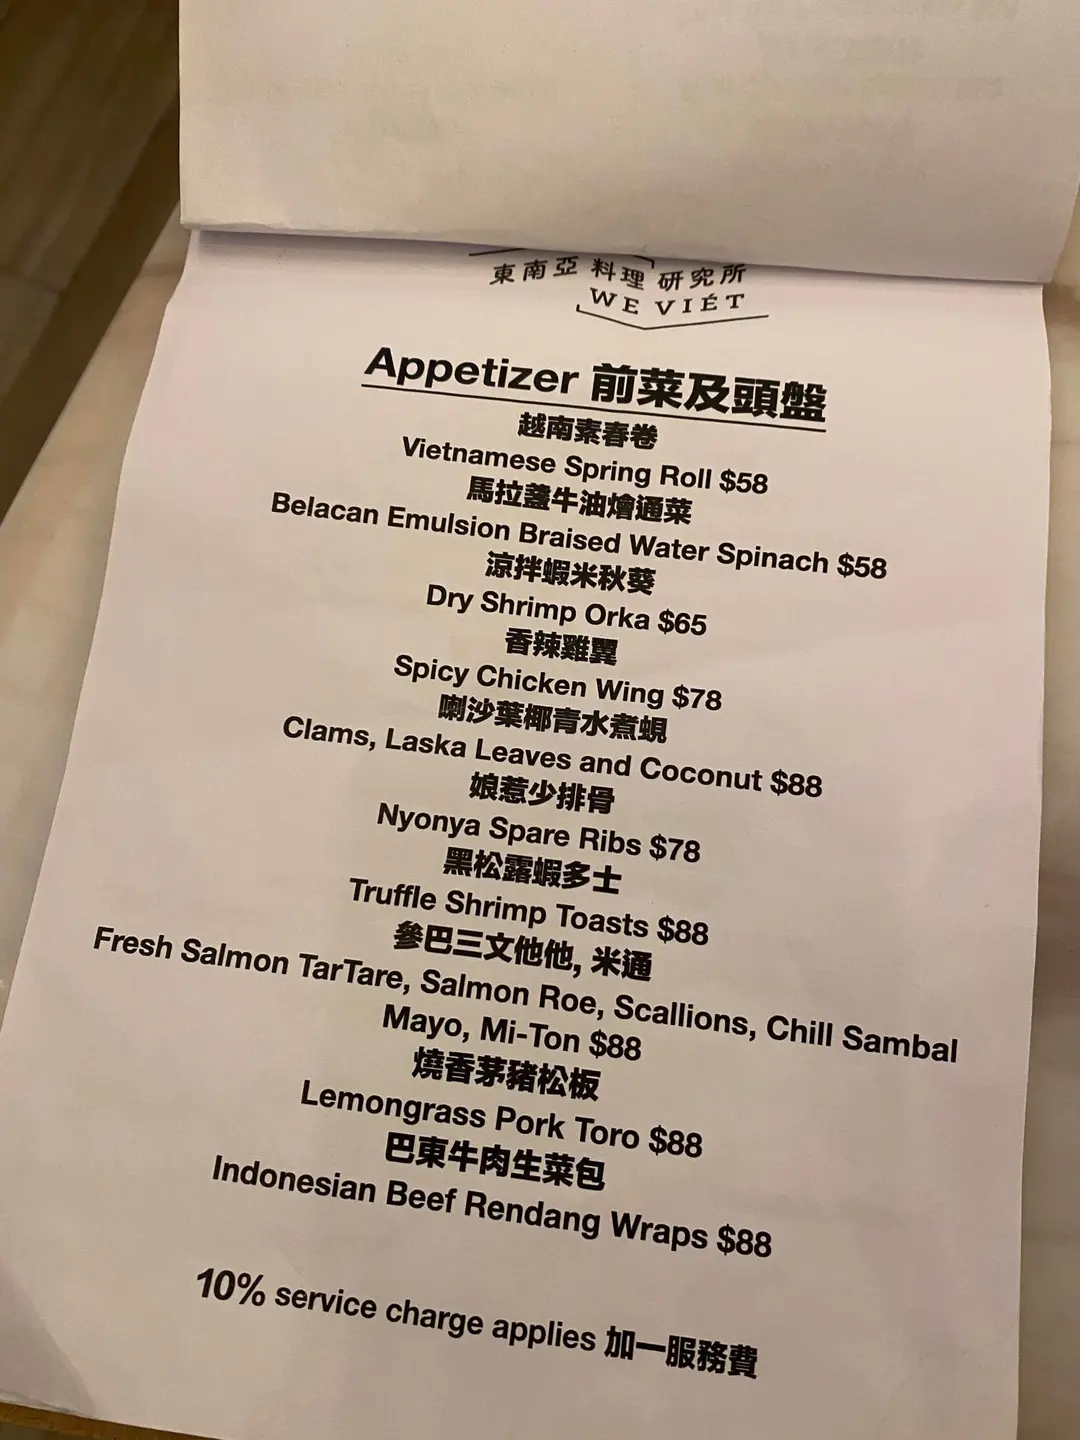 東南亞料理研究所
WE VIÉT
Appetizer 前菜及頭盤
越南素春卷
Vietnamese Spring Roll $58
馬拉盞牛油燴通菜
Belacan Emulsion Braised Water Spinach $58
涼拌蝦米秋葵
Dry Shrimp Orka $65
香辣雞翼
Spicy Chicken Wing $78
喇沙葉椰青水煮蜆
Clams, Laska Leaves and Coconut $88
娘惹少排骨
Nyonya Spare Ribs $78
黑松露蝦多士
Truffle Shrimp Toasts $88
參巴三文他他, 米通
Fresh Salmon TarTare, Salmon Roe, Scallions, Chill Sambal
Mayo, Mi-Ton $88
燒香茅豬松板
Lemongrass Pork Toro $88
巴東牛肉生菜包
Indonesian Beef Rendang Wraps $88
10% service charge applies 加一服務費